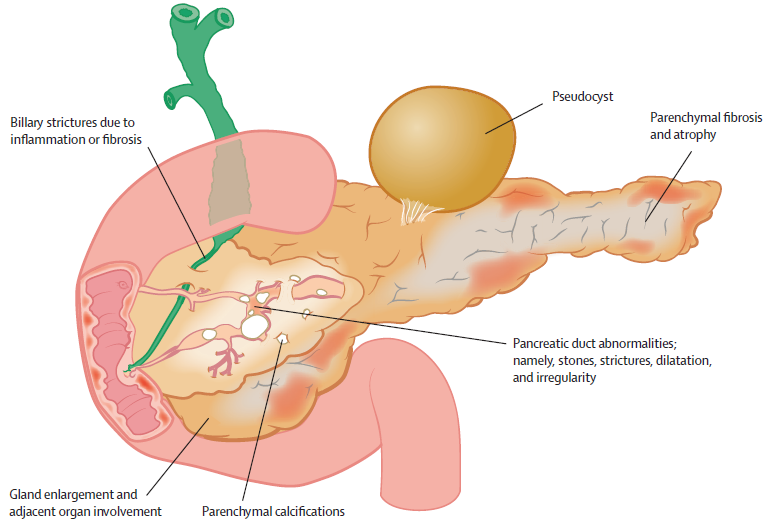 Pseudocyst
Billary strictures due to
inflammation or fibrosis
Parenchymal fibrosis
and atrophy
Pancreatic duct abnormalities;
namely, stones, strictures, dilatation,
and irregularity
Gland enlargement and
adjacent organ involvement
Parenchymal calcifications